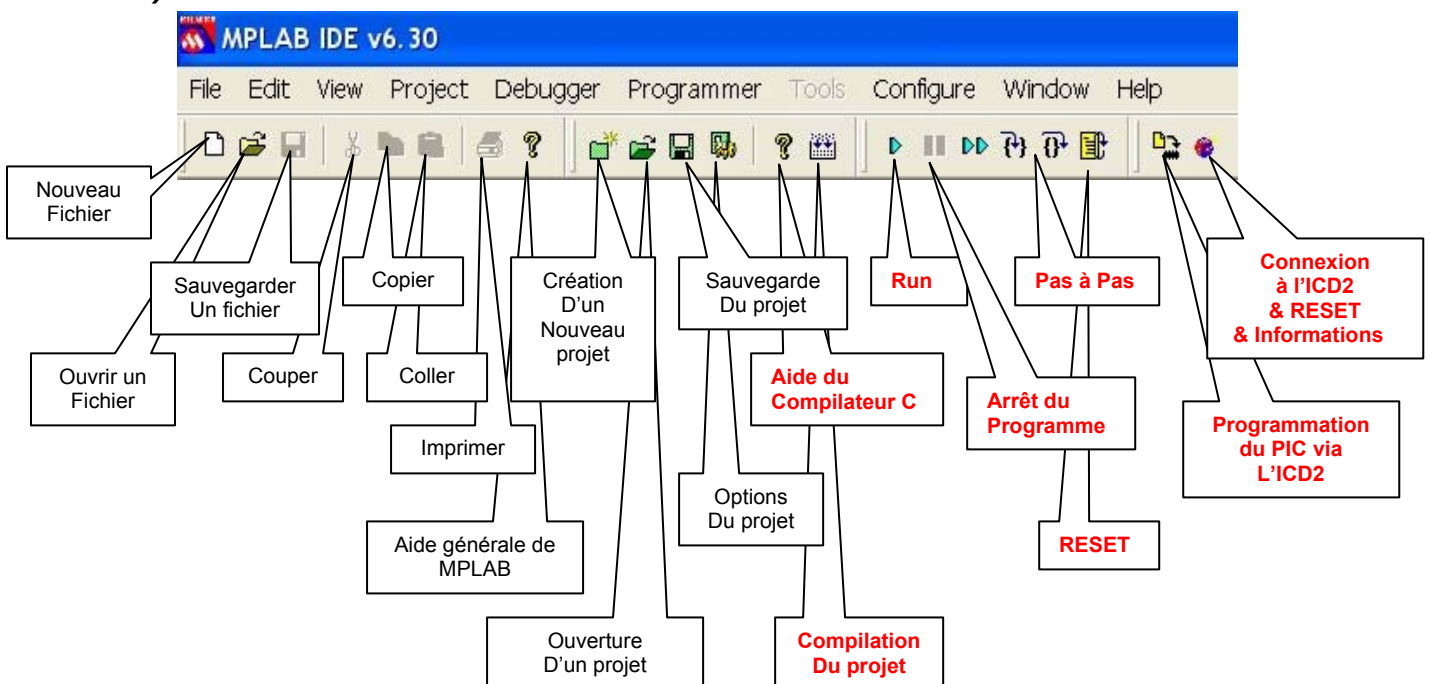 )
MPLAB IDE v6.30
File Edit View Project Debugger Programmer Tools Configure Window Help
Nouveau
Fichier
Sauvegarder
Un fichier
Copier
Création
D'un
Nouveau
projet
Sauvegarde
Du projet
Run
Pas à Pas
Connexion
à l'ICD2
& RESET
& Informations
Ouvrir un
Fichier
Couper
Coller
Aide du
Compilateur C
Arrêt du
Programme
Programmation
du PIC via
L'ICD2
Imprimer
Options
Du projet
Aide générale de
MPLAB
RESET
Ouverture
D'un projet
Compilation
Du projet